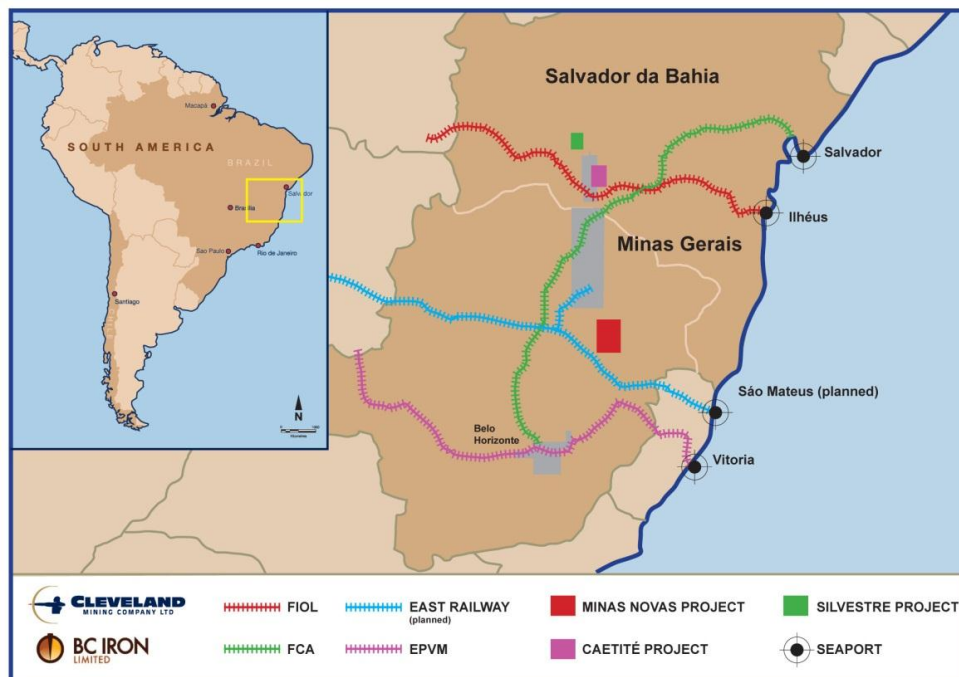 Macapá
SOUTH AMERICA
BRAZIL
Salvador
Brasilia
Sao Paulo
Rio de Janeiro
Santiago
N
Salvador da Bahia
Salvador
Ilhéus
Minas Gerais
Sáo Mateus (planned)
Belo
Horizonte
Vitoria
CLEVELAND
MINING COMPANY LTD
BC IRON
LIMITED
FIOL
FCA
EAST RAILWAY
(planned)
EPVM
MINAS NOVAS PROJECT
CAETITÉ PROJECT
SILVESTRE PROJECT
SEAPORT